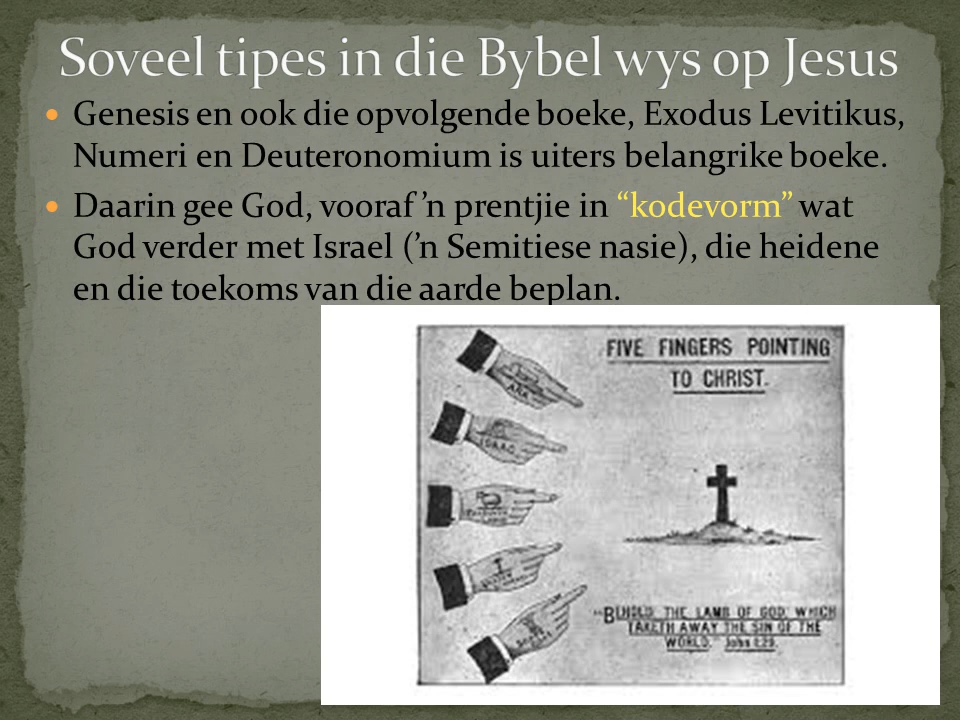 Soveel tipes in die Bybel wys op Jesus
Genesis en ook die opvolgende boeke, Exodus Levitikus,
Numeri en Deuteronomium is uiters belangrike boeke.
Daarin gee God, vooraf ’n prentjie in “kodevorm” wat
God verder met Israel (’n Semitiese nasie), die heidene
en die toekoms van die aarde beplan.
FIVE FINGERS POINTING
TO CHRIST.
ARK
ISAAC
"BEHOLD THE LAMB OF GOD WHICH
TAKETH AWAY THE SIN OF THE
WORLD." John 1:29.